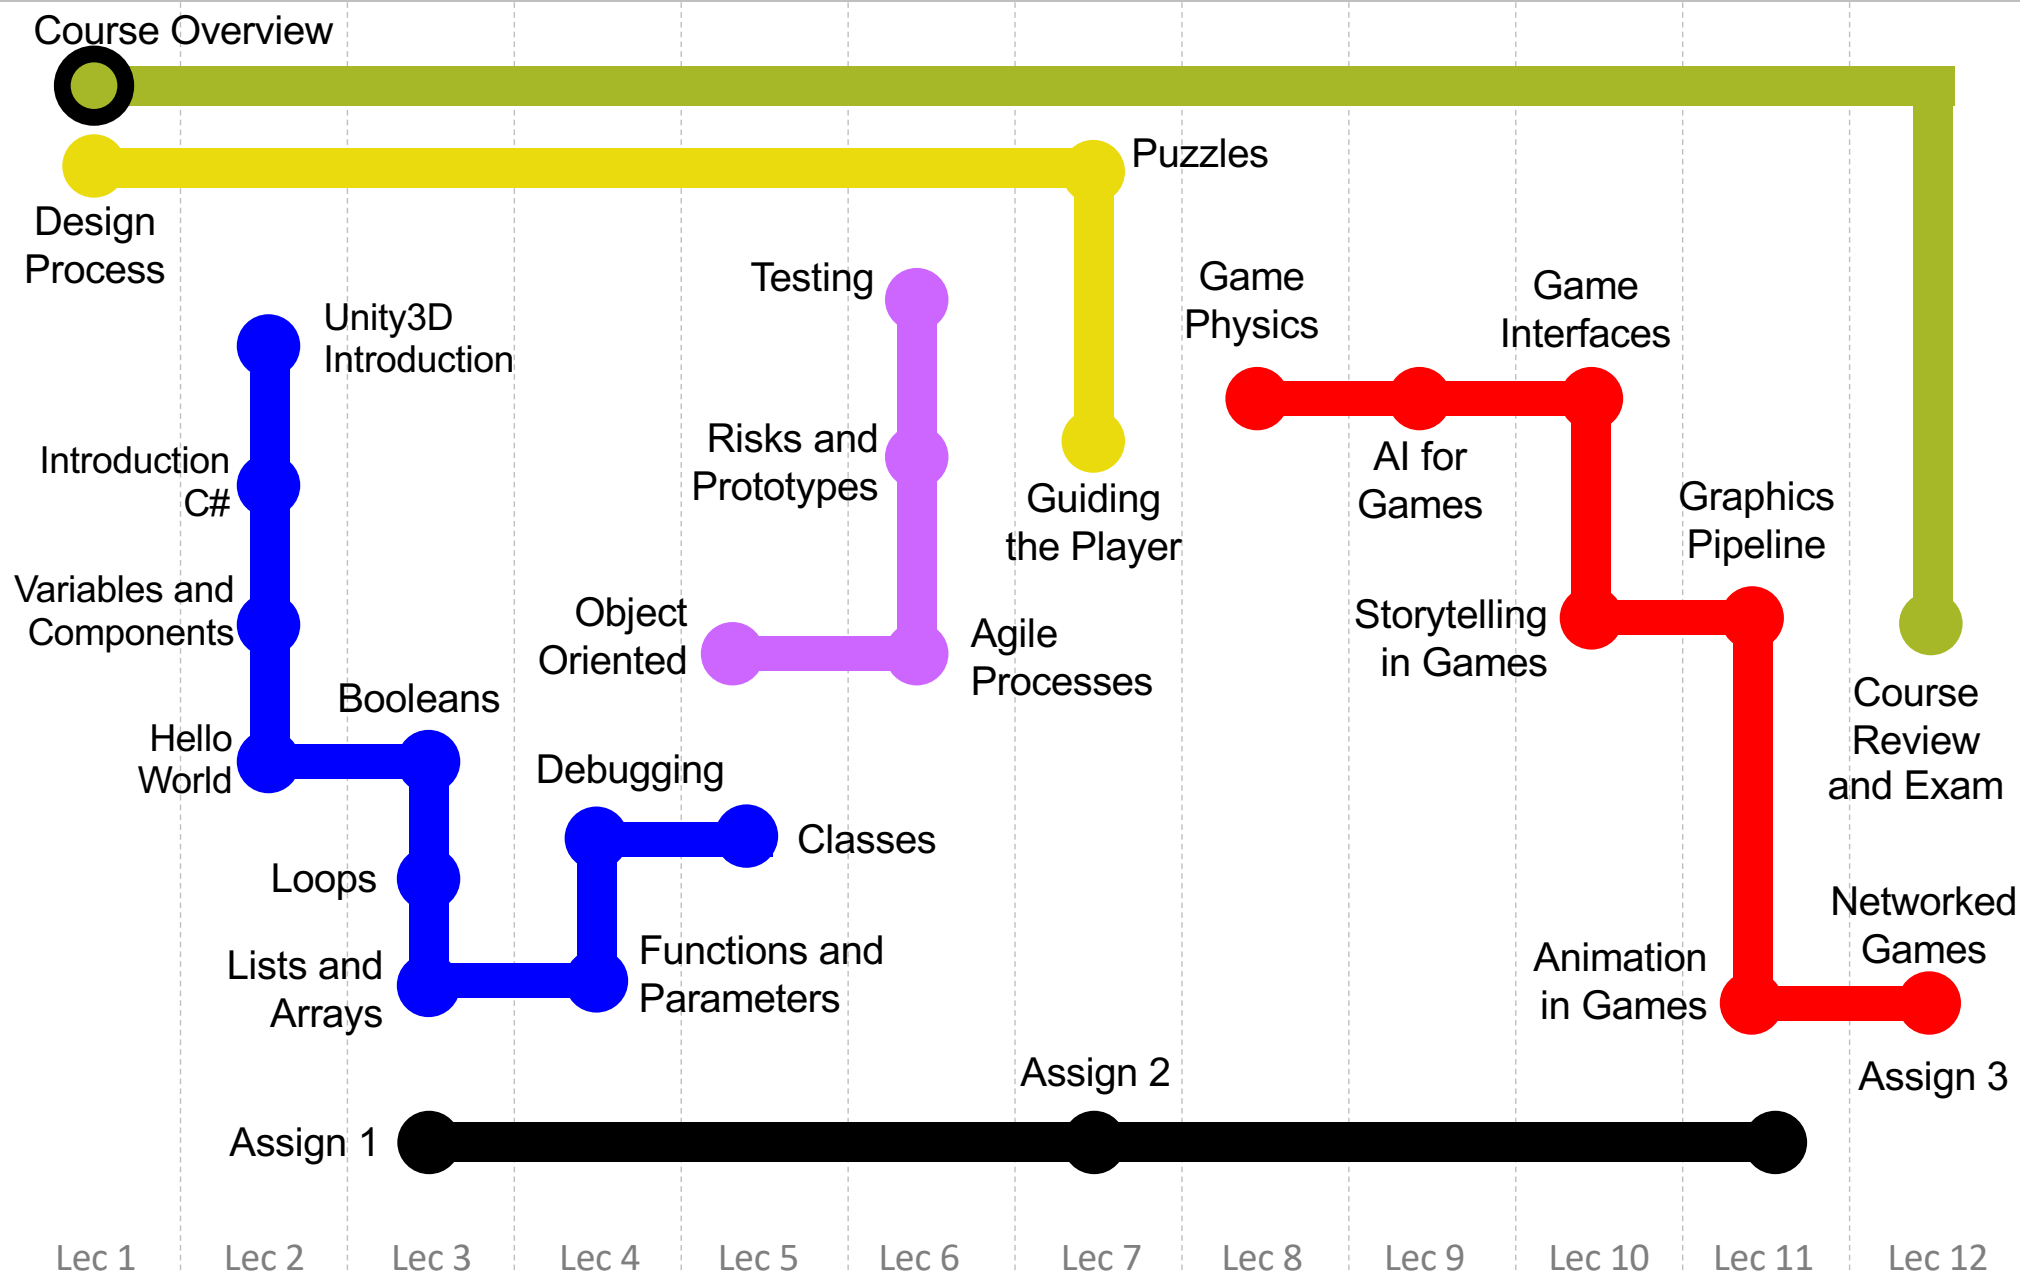 Course Overview
Puzzles
Design
Process
Testing
Game
Physics
Game
Interfaces
Unity3D
Introduction
Introduction
C#
Risks and
Prototypes
Guiding
the Player
AI for
Games
Graphics
Pipeline
Variables and
Components
Object
Oriented
Agile
Processes
Storytelling
in Games
Course
Review
and Exam
Booleans
Hello
World
Debugging
Classes
Loops
Lists and
Arrays
Functions and
Parameters
Networked
Games
Animation
in Games
Assign 1
Assign 2
Assign 3
Lec 1
Lec 2
Lec 3
Lec 4
Lec 5
Lec 6
Lec 7
Lec 8
Lec 9
Lec 10
Lec 11
Lec 12